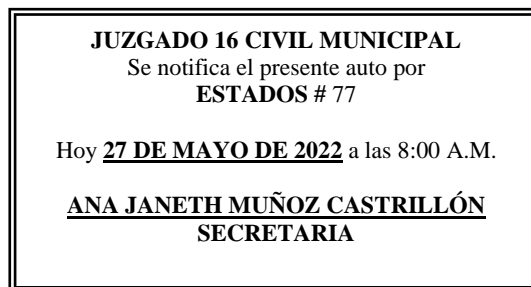 JUZGADO 16 CIVIL MUNICIPAL
Se notifica el presente auto por
ESTADOS # 77
Hoy 27 DE MAYO DE 2022 a las 8:00 A.M.
ANA JANETH MUÑOZ CASTRILLÓN
SECRETARIA